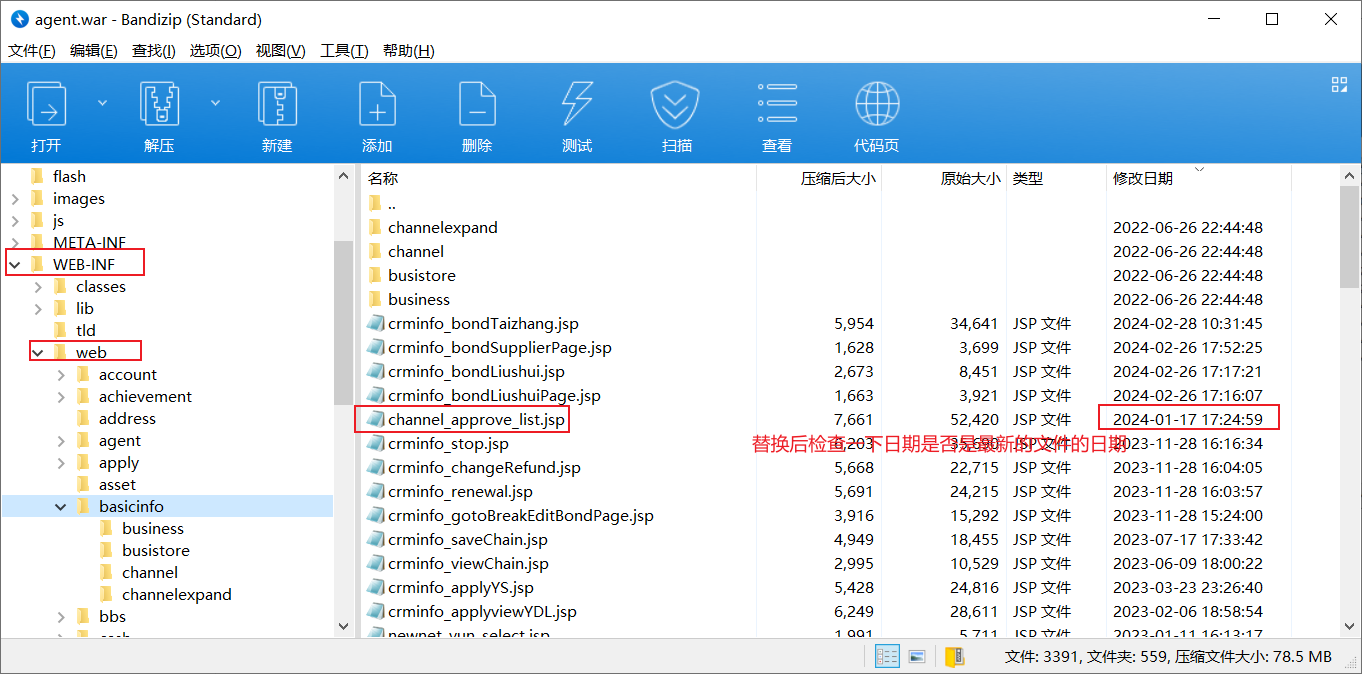 agent.war - Bandizip (Standard)
文件(F) 编辑(E) 查找(I) 选项(O) 视图(V) 工具(T) 帮助(H)
打开 解压 新建 添加 删除 测试 扫描 查看 代码页
flash
images
js
META-INF
WEB-INF
classes
lib
tld
web
account
achievement
address
agent
apply
asset
basicinfo
business
busistore
channel
channelexpand
bbs
名称 压缩后大小 原始大小 类型 修改日期
..
channelexpand 2022-06-26 22:44:48
channel 2022-06-26 22:44:48
busistore 2022-06-26 22:44:48
business 2022-06-26 22:44:48
crminfo_bondTaizhang.jsp 5,954 34,641 JSP 文件 2024-02-28 10:31:45
crminfo_bondSupplierPage.jsp 1,628 3,699 JSP 文件 2024-02-26 17:52:25
crminfo_bondLiushui.jsp 2,673 8,451 JSP 文件 2024-02-26 17:17:21
crminfo_bondLiushuiPage.jsp 1,663 3,921 JSP 文件 2024-02-26 17:16:07
channel_approve_list.jsp 7,661 52,420 JSP 文件 2024-01-17 17:24:59
crminfo_stop.jsp 5,203 35,690 JSP 文件 2023-11-28 16:16:34
替换后检查一下日期是否是最新的文件的日期
crminfo_changeRefund.jsp 5,668 22,715 JSP 文件 2023-11-28 16:04:05
crminfo_renewal.jsp 5,691 24,215 JSP 文件 2023-11-28 16:03:57
crminfo_gotoBreakEditBondPage.jsp 3,916 15,292 JSP 文件 2023-11-28 15:24:00
crminfo_saveChain.jsp 4,949 18,455 JSP 文件 2023-07-17 17:33:42
crminfo_viewChain.jsp 2,995 10,529 JSP 文件 2023-06-09 18:00:22
crminfo_applyYS.jsp 5,428 24,816 JSP 文件 2023-03-23 23:26:40
crminfo_applyviewYDL.jsp 6,249 28,611 JSP 文件 2023-02-06 18:58:54
newnet_yun_select.jsp 1,991 5,711 JSP 文件 2023-01-11 16:13:17
文件: 3391, 文件夹: 559, 压缩文件大小: 78.5 MB